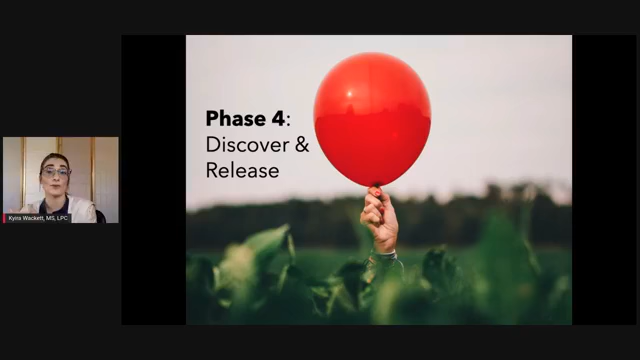 Phase 4:
Discover &
Release
Kyira Wackett, MS, LPC